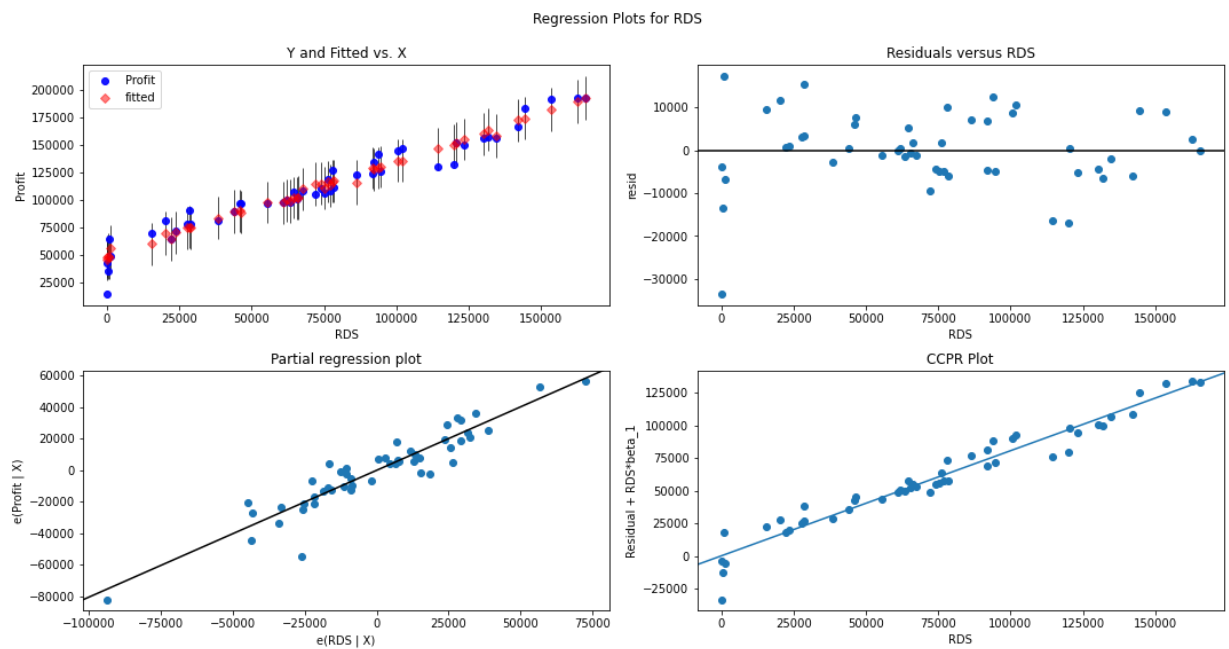 Regression Plots for RDS
Y and Fitted vs. X
Profit
fitted
200000
175000
150000
125000
100000
75000
50000
25000
Profit
0 25000 50000 75000 100000 125000 150000
RDS
Residuals versus RDS
10000
0
−10000
−20000
−30000
resid
0 25000 50000 75000 100000 125000 150000
RDS
Partial regression plot
60000
40000
20000
0
−20000
−40000
−60000
−80000
e(Profit | X)
−100000 −75000 −50000 −25000 0 25000 50000 75000
e(RDS | X)
CCPR Plot
125000
100000
75000
50000
25000
0
−25000
Residual + RDS*beta_1
0 25000 50000 75000 100000 125000 150000
RDS